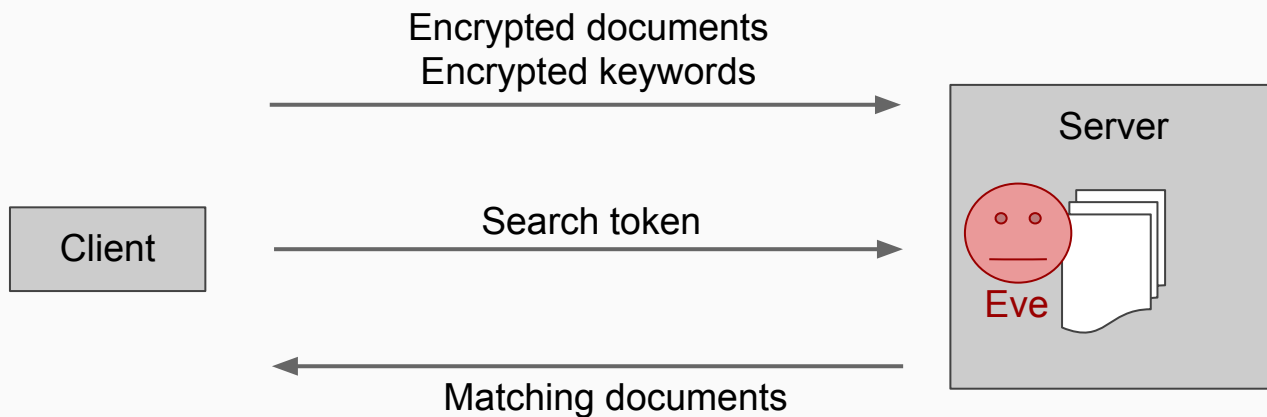 Encrypted documents
Encrypted keywords
Server
Client
Search token
Eve
Matching documents